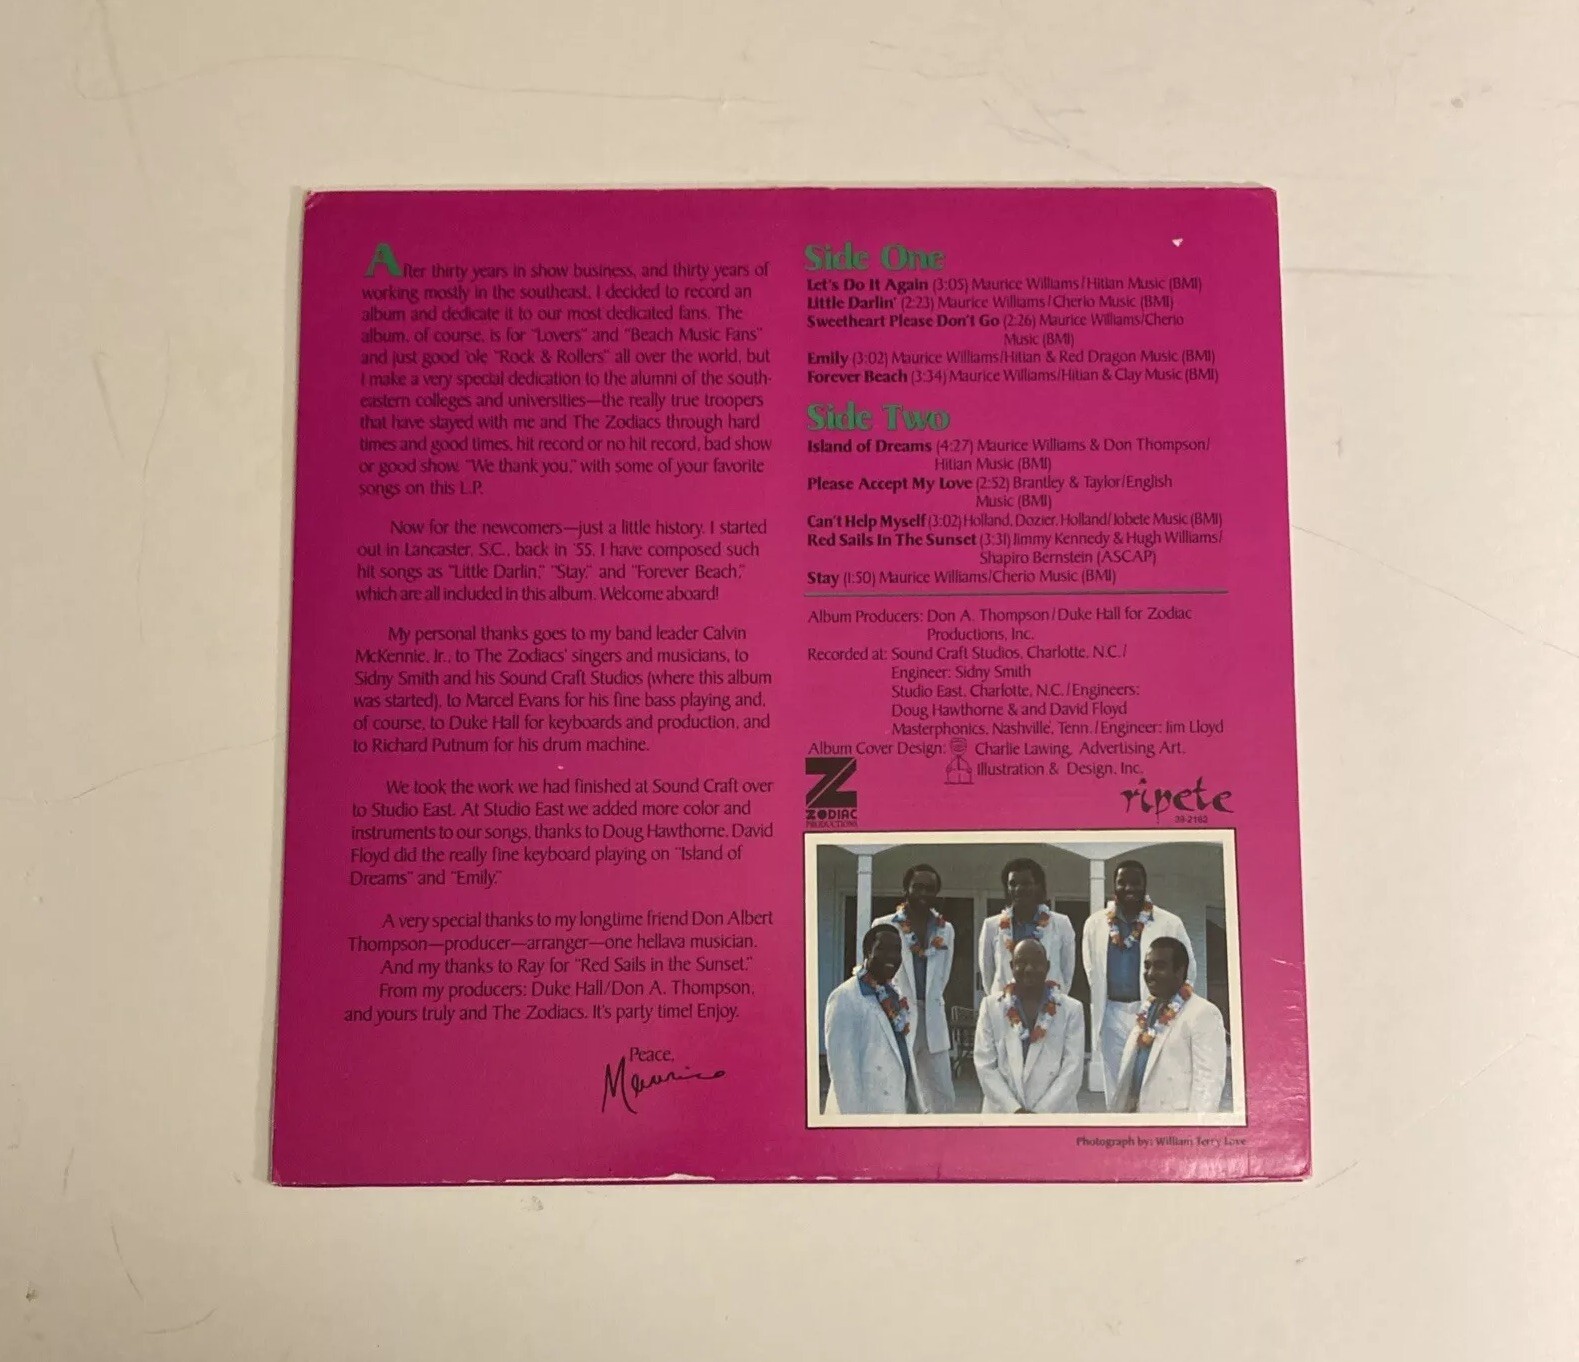 After thirty years in show business, and thirty years of
working mostly in the southeast, I decided to record an
album and dedicate it to our most dedicated fans. The
album, of course, is for "Lovers" and "Beach Music Fans"
and just good 'ole "Rock & Rollers" all over the world, but
I make a very special dedication to the alumni of the south-
eastern colleges and universities—the really true troopers
that have stayed with me and The Zodiacs through hard
times and good times, hit record or no hit record, bad show
or good show. "We thank you," with some of your favorite
songs on this L.P.
Now for the newcomers—just a little history. I started
out in Lancaster, S.C., back in '55. I have composed such
hit songs as "Little Darlin," "Stay," and "Forever Beach,"
which are all included in this album. Welcome aboard!
My personal thanks goes to my band leader Calvin
McKennie, Jr., to The Zodiacs' singers and musicians, to
Sidny Smith and his Sound Craft Studios (where this album
was started), to Marcel Evans for his fine bass playing and,
of course, to Duke Hall for keyboards and production, and
to Richard Putnum for his drum machine.
We took the work we had finished at Sound Craft over
to Studio East. At Studio East we added more color and
instruments to our songs, thanks to Doug Hawthorne. David
Floyd did the really fine keyboard playing on "Island of
Dreams" and "Emily."
A very special thanks to my longtime friend Don Albert
Thompson—producer—arranger—one hellava musician.
And my thanks to Ray for "Red Sails in the Sunset."
From my producers: Duke Hall/Don A. Thompson,
and yours truly and The Zodiacs. It's party time! Enjoy.
Peace,
Maurice
Side One
Let's Do It Again (3:05) Maurice Williams/Hitian Music (BMI)
Little Darlin' (2:23) Maurice Williams/Cherio Music (BMI)
Sweetheart Please Don't Go (2:26) Maurice Williams/Cherio
Music (BMI)
Emily (3:02) Maurice Williams/Hitian & Red Dragon Music (BMI)
Forever Beach (3:34) Maurice Williams/Hitian & Clay Music (BMI)
Side Two
Island of Dreams (4:27) Maurice Williams & Don Thompson/
Hitian Music (BMI)
Please Accept My Love (2:52) Brantley & Taylor/English
Music (BMI)
Can't Help Myself (3:02) Holland, Dozier, Holland/Jobete Music (BMI)
Red Sails In The Sunset (3:31) Jimmy Kennedy & Hugh Williams/
Shapiro Bernstein (ASCAP)
Stay (1:50) Maurice Williams/Cherio Music (BMI)
Album Producers: Don A. Thompson/Duke Hall for Zodiac
Productions, Inc.
Recorded at: Sound Craft Studios, Charlotte, N.C./
Engineer: Sidny Smith
Studio East, Charlotte, N.C./Engineers:
Doug Hawthorne & and David Floyd
Masterphonics, Nashville, Tenn./Engineer: Jim Lloyd
Album Cover Design: Charlie Lawing, Advertising Art,
Illustration & Design, Inc.
Z
ZODIAC
PRODUCTIONS
ripete
39-2162
Photograph by: William Terry Love